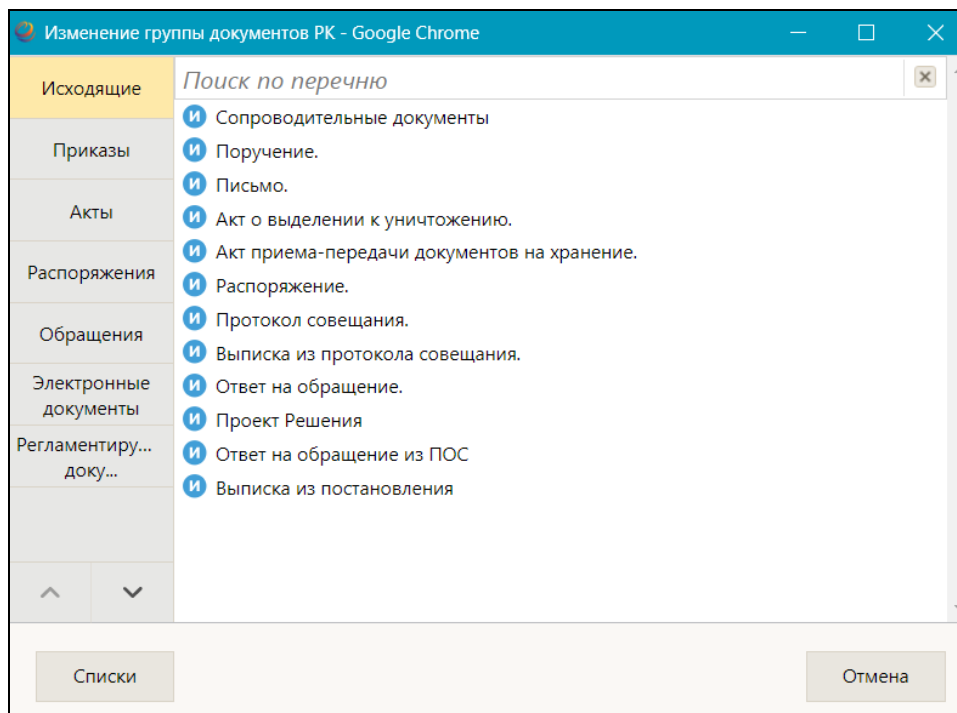 Изменение группы документов РК - Google Chrome
Исходящие
Приказы
Акты
Распоряжения
Обращения
Электронные
документы
Регламентиру...
доку...
Поиск по перечню
И Сопроводительные документы
И Поручение.
И Письмо.
И Акт о выделении к уничтожению.
И Акт приема-передачи документов на хранение.
И Распоряжение.
И Протокол совещания.
И Выписка из протокола совещания.
И Ответ на обращение.
И Проект Решения
И Ответ на обращение из ПОС
И Выписка из постановления
Списки
Отмена